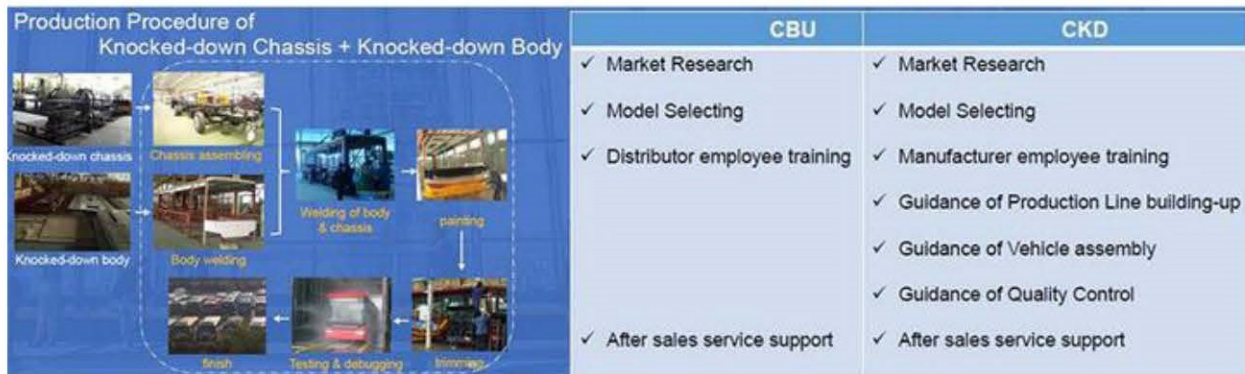 Production Procedure of
Knocked-down Chassis + Knocked-down Body
Knocked-down chassis
Chassis assembling
Knocked-down body
Body welding
Welding of body
& chassis
painting
finish
Testing & debugging
trimming
CBU
✓ Market Research
✓ Model Selecting
✓ Distributor employee training
✓ After sales service support
CKD
✓ Market Research
✓ Model Selecting
✓ Manufacturer employee training
✓ Guidance of Production Line building-up
✓ Guidance of Vehicle assembly
✓ Guidance of Quality Control
✓ After sales service support